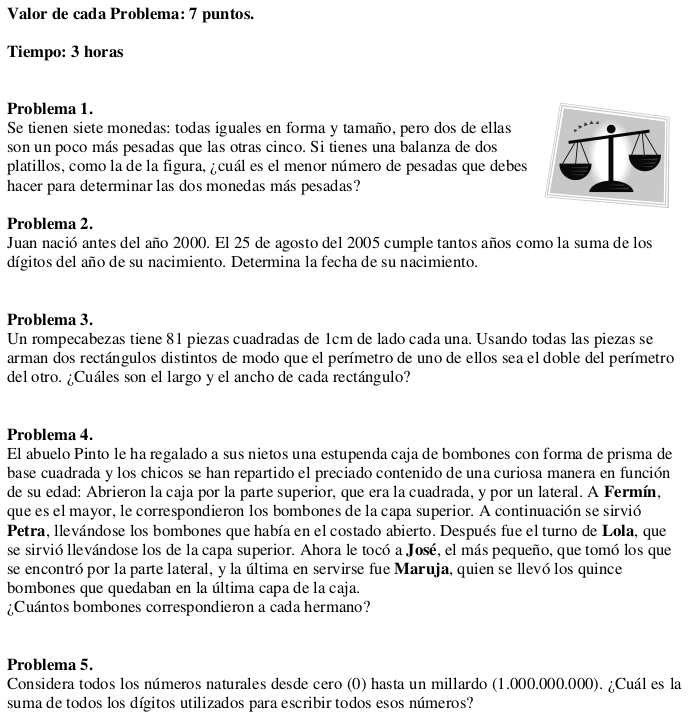 Valor de cada Problema: 7 puntos.
Tiempo: 3 horas
Problema 1.
Se tienen siete monedas: todas iguales en forma y tamaño, pero dos de ellas
son un poco más pesadas que las otras cinco. Si tienes una balanza de dos
platillos, como la de la figura, ¿cuál es el menor número de pesadas que debes
hacer para determinar las dos monedas más pesadas?
Problema 2.
Juan nació antes del año 2000. El 25 de agosto del 2005 cumple tantos años como la suma de los
dígitos del año de su nacimiento. Determina la fecha de su nacimiento.
Problema 3.
Un rompecabezas tiene 81 piezas cuadradas de 1cm de lado cada una. Usando todas las piezas se
arman dos rectángulos distintos de modo que el perímetro de uno de ellos sea el doble del perímetro
del otro. ¿Cuáles son el largo y el ancho de cada rectángulo?
Problema 4.
El abuelo Pinto le ha regalado a sus nietos una estupenda caja de bombones con forma de prisma de
base cuadrada y los chicos se han repartido el preciado contenido de una curiosa manera en función
de su edad: Abrieron la caja por la parte superior, que era la cuadrada, y por un lateral. A Fermín,
que es el mayor, le correspondieron los bombones de la capa superior. A continuación se sirvió
Petra, llevándose los bombones que había en el costado abierto. Después fue el turno de Lola, que
se sirvió llevándose los de la capa superior. Ahora le tocó a José, el más pequeño, que tomó los que
se encontró por la parte lateral, y la última en servirse fue Maruja, quien se llevó los quince
bombones que quedaban en la última capa de la caja.
¿Cuántos bombones correspondieron a cada hermano?
Problema 5.
Considera todos los números naturales desde cero (0) hasta un millardo (1.000.000.000). ¿Cuál es la
suma de todos los dígitos utilizados para escribir todos esos números?